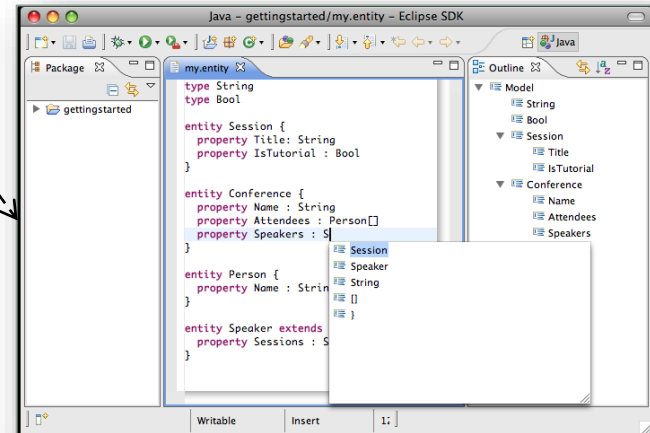 Java – gettingstarted/my.entity – Eclipse SDK
Java
Package
gettingstarted
my.entity
type String
type Bool
entity Session {
property Title: String
property IsTutorial : Bool
}
entity Conference {
property Name : String
property Attendees : Person[]
property Speakers : S
}
entity Person {
property Name : Strin
}
entity Speaker extends
property Sessions : S
}
Session
Speaker
String
[]
}
Outline
Model
String
Bool
Session
Title
IsTutorial
Conference
Name
Attendees
Speakers
Writable
Insert